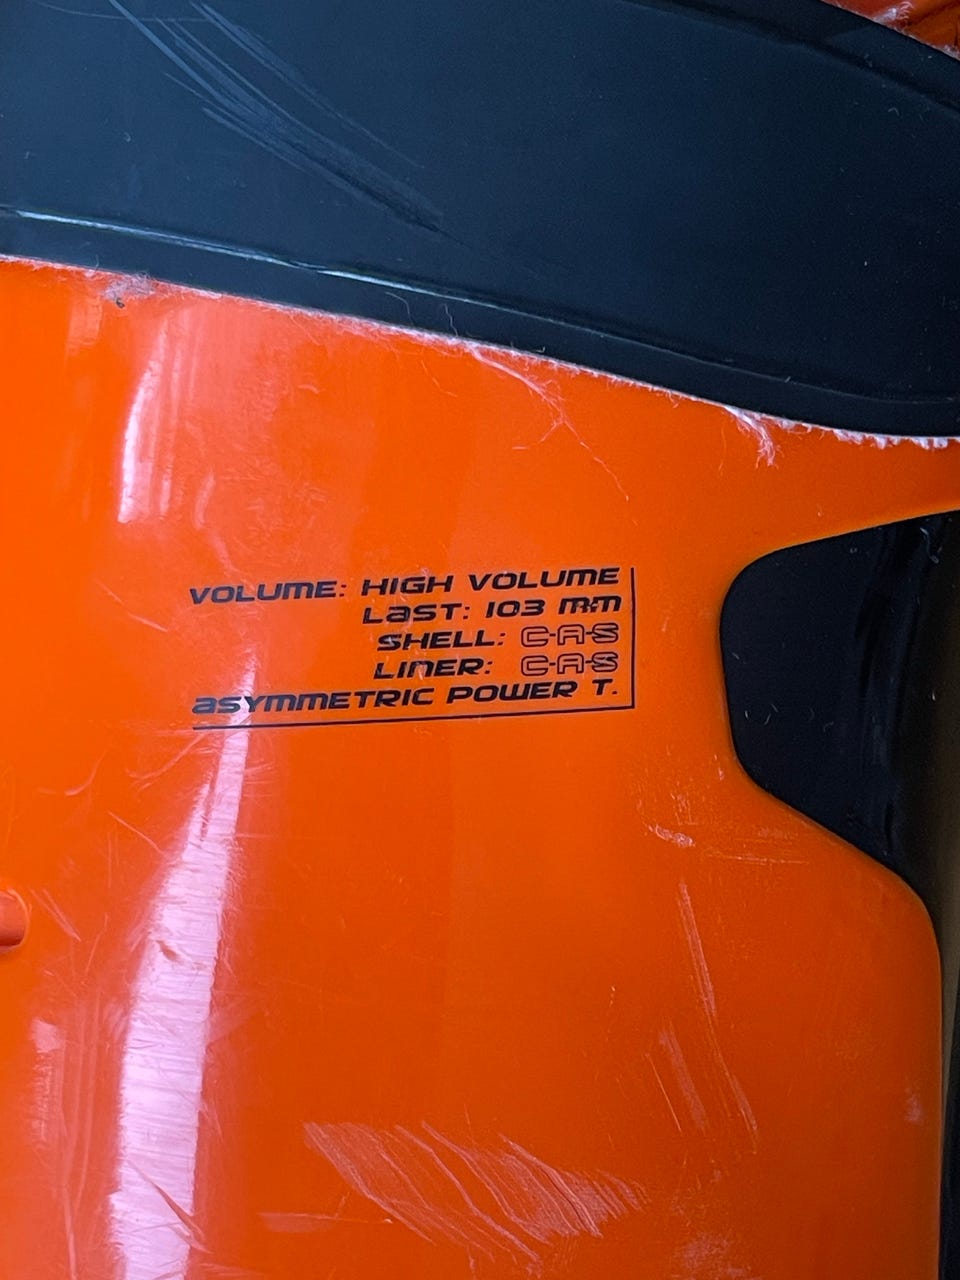 VOLUME: HIGH VOLUME
LAST: 103 mm
SHELL: C-A-S
LINER: C-A-S
ASYMMETRIC POWER T.